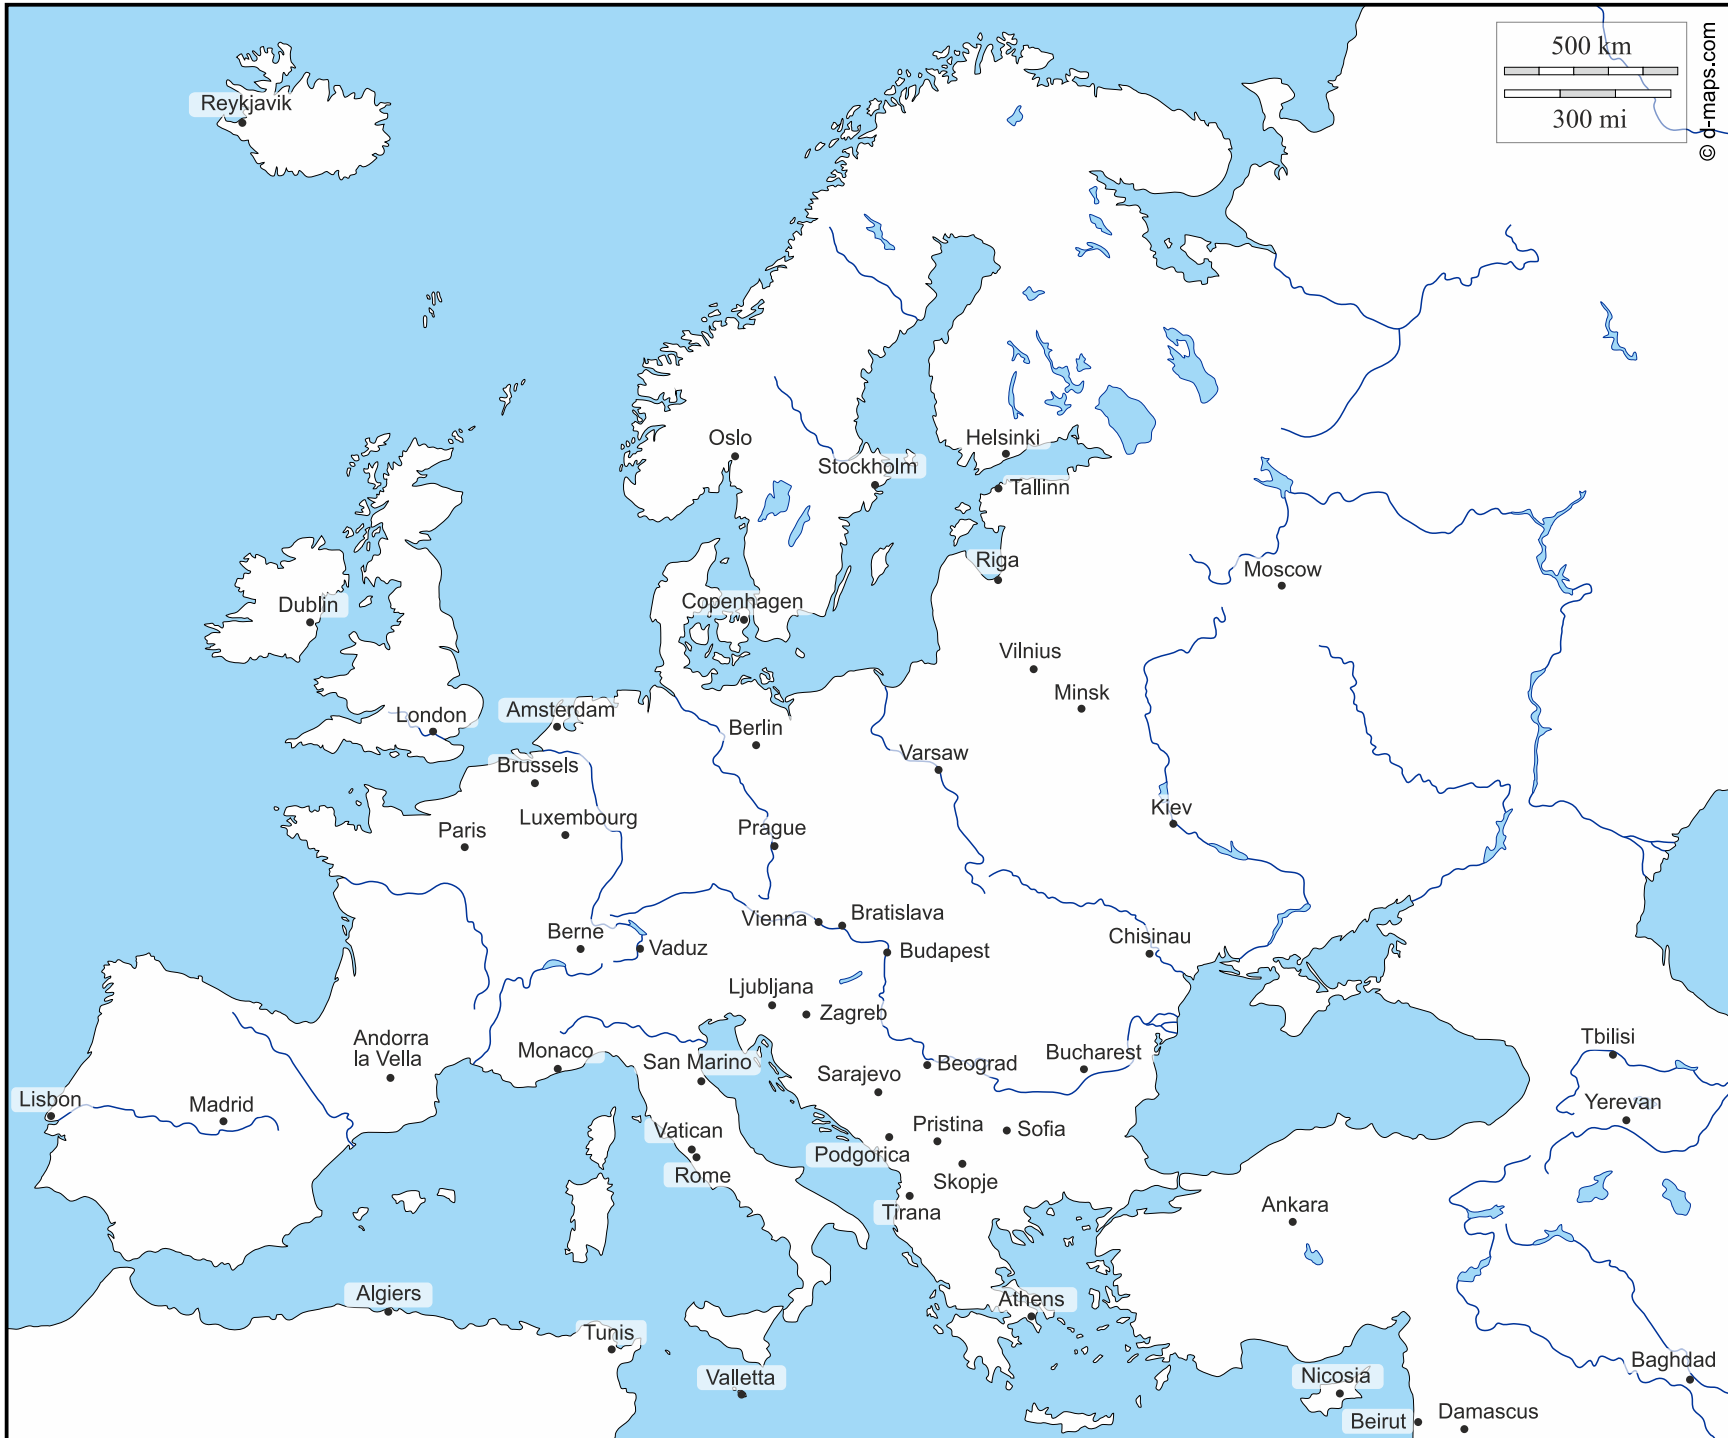 500 km
300 mi
© d-maps.com
Reykjavik
Oslo
Helsinki
Stockholm
Tallinn
Riga
Moscow
Copenhagen
Dublin
Vilnius
Minsk
London
Amsterdam
Berlin
Varsaw
Brussels
Kiev
Luxembourg
Paris
Prague
Vienna
Bratislava
Berne
Vaduz
Budapest
Chisinau
Ljubljana
Zagreb
Andorra
la Vella
Monaco
San Marino
Beograd
Bucharest
Tbilisi
Sarajevo
Lisbon
Madrid
Yerevan
Vatican
Pristina
Sofia
Podgorica
Rome
Skopje
Tirana
Ankara
Algiers
Athens
Tunis
Valletta
Nicosia
Baghdad
Beirut
Damascus